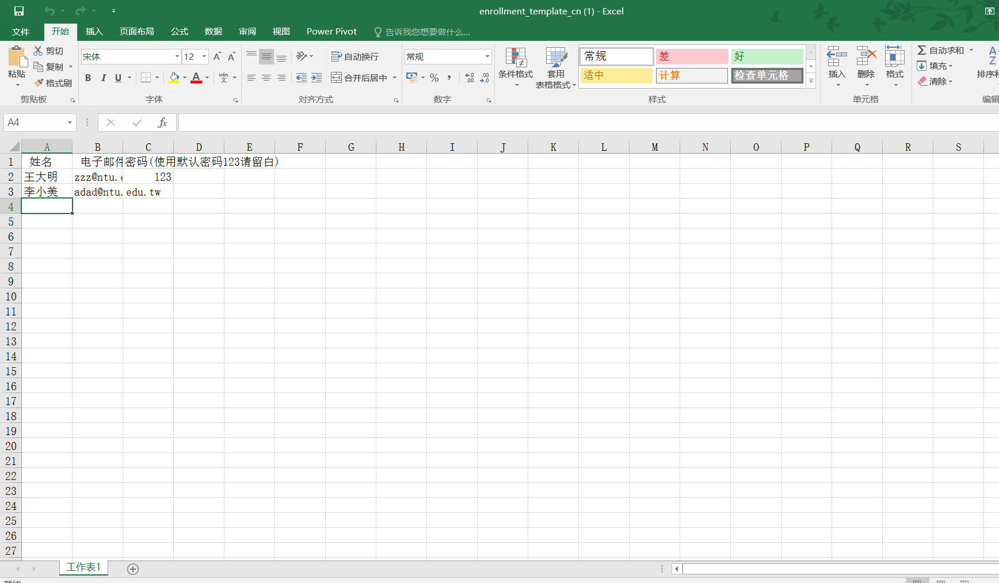 enrollment_template_cn (1) - Excel
文件 开始 插入 页面布局 公式 数据 审阅 视图 Power Pivot 告诉我您想要做什么...
粘贴 剪切 复制 格式刷 剪贴板
宋体 12 A A B I U A wén 文 字体
自动换行 合并后居中 对齐方式
常规 % , .0 .00 .00 .0 数字
条件格式 套用 表格格式
常规 差 好
适中 计算 检查单元格
样式
插入 删除 格式 单元格
Σ 自动求和 填充 清除 A Z
A4 fx
A B C D E F G H I J K L M N O P Q R S
1 姓名 电子邮件 密码(使用默认密码123请留白)
2 王大明 zzz@ntu. 123
3 李小美 adad@ntu.edu.tw
4
5
6
7
8
9
10
11
12
13
14
15
16
17
18
19
20
21
22
23
24
25
26
27
工作表1